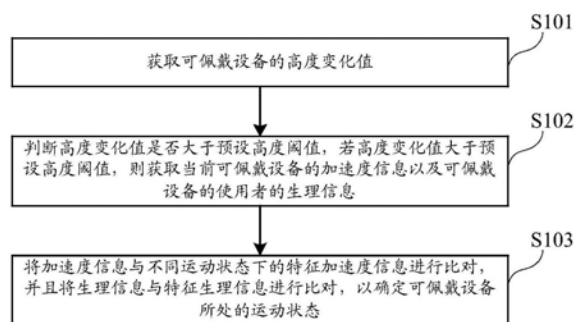 S101
获取可佩戴设备的高度变化值
S102
判断高度变化值是否大于预设高度阈值，若高度变化值大于预
设高度阈值，则获取当前可佩戴设备的加速度信息以及可佩戴
设备的使用者的生理信息
S103
将加速度信息与不同运动状态下的特征加速度信息进行比对，
并且将生理信息与特征生理信息进行比对，以确定可佩戴设备
所处的运动状态